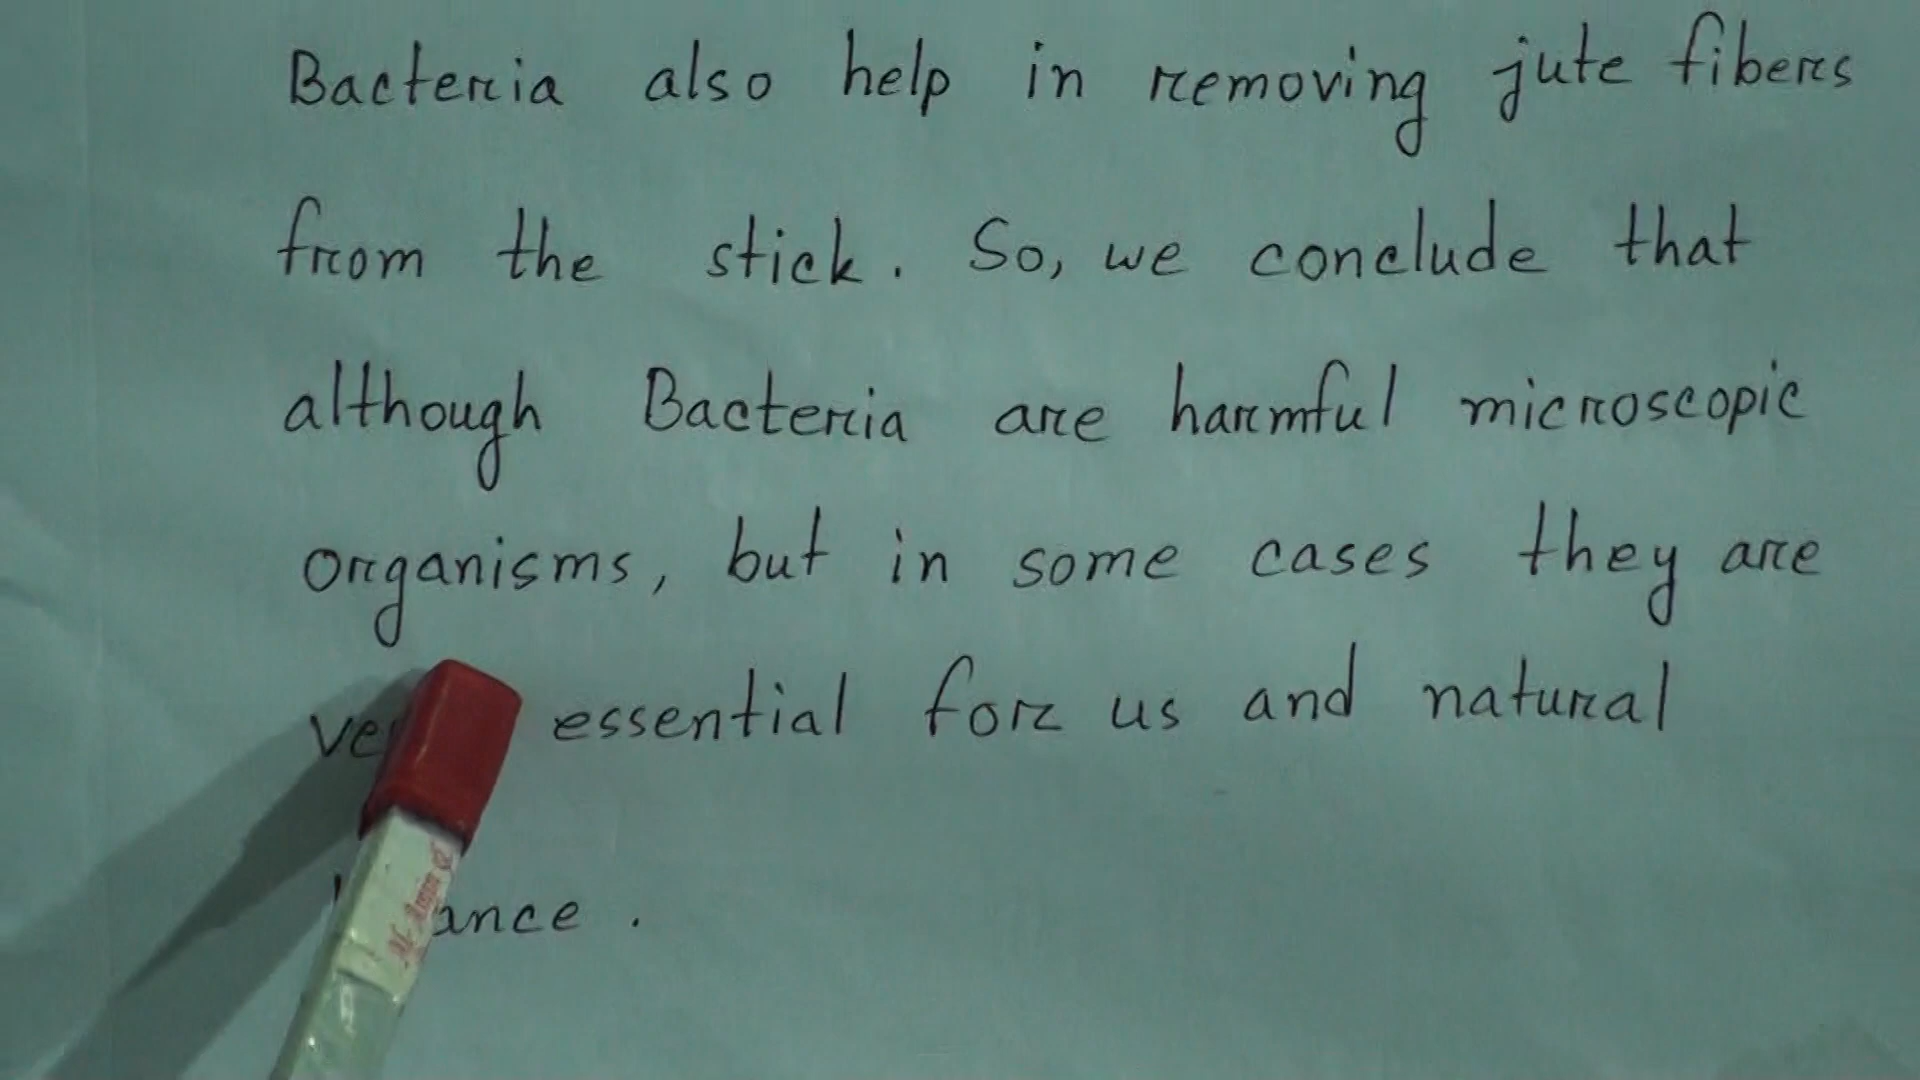 Bacteria also help in removing jute fibers
from the stick. So, we conclude that
although Bacteria are harmful microscopic
organisms, but in some cases they are
essential for us and natural